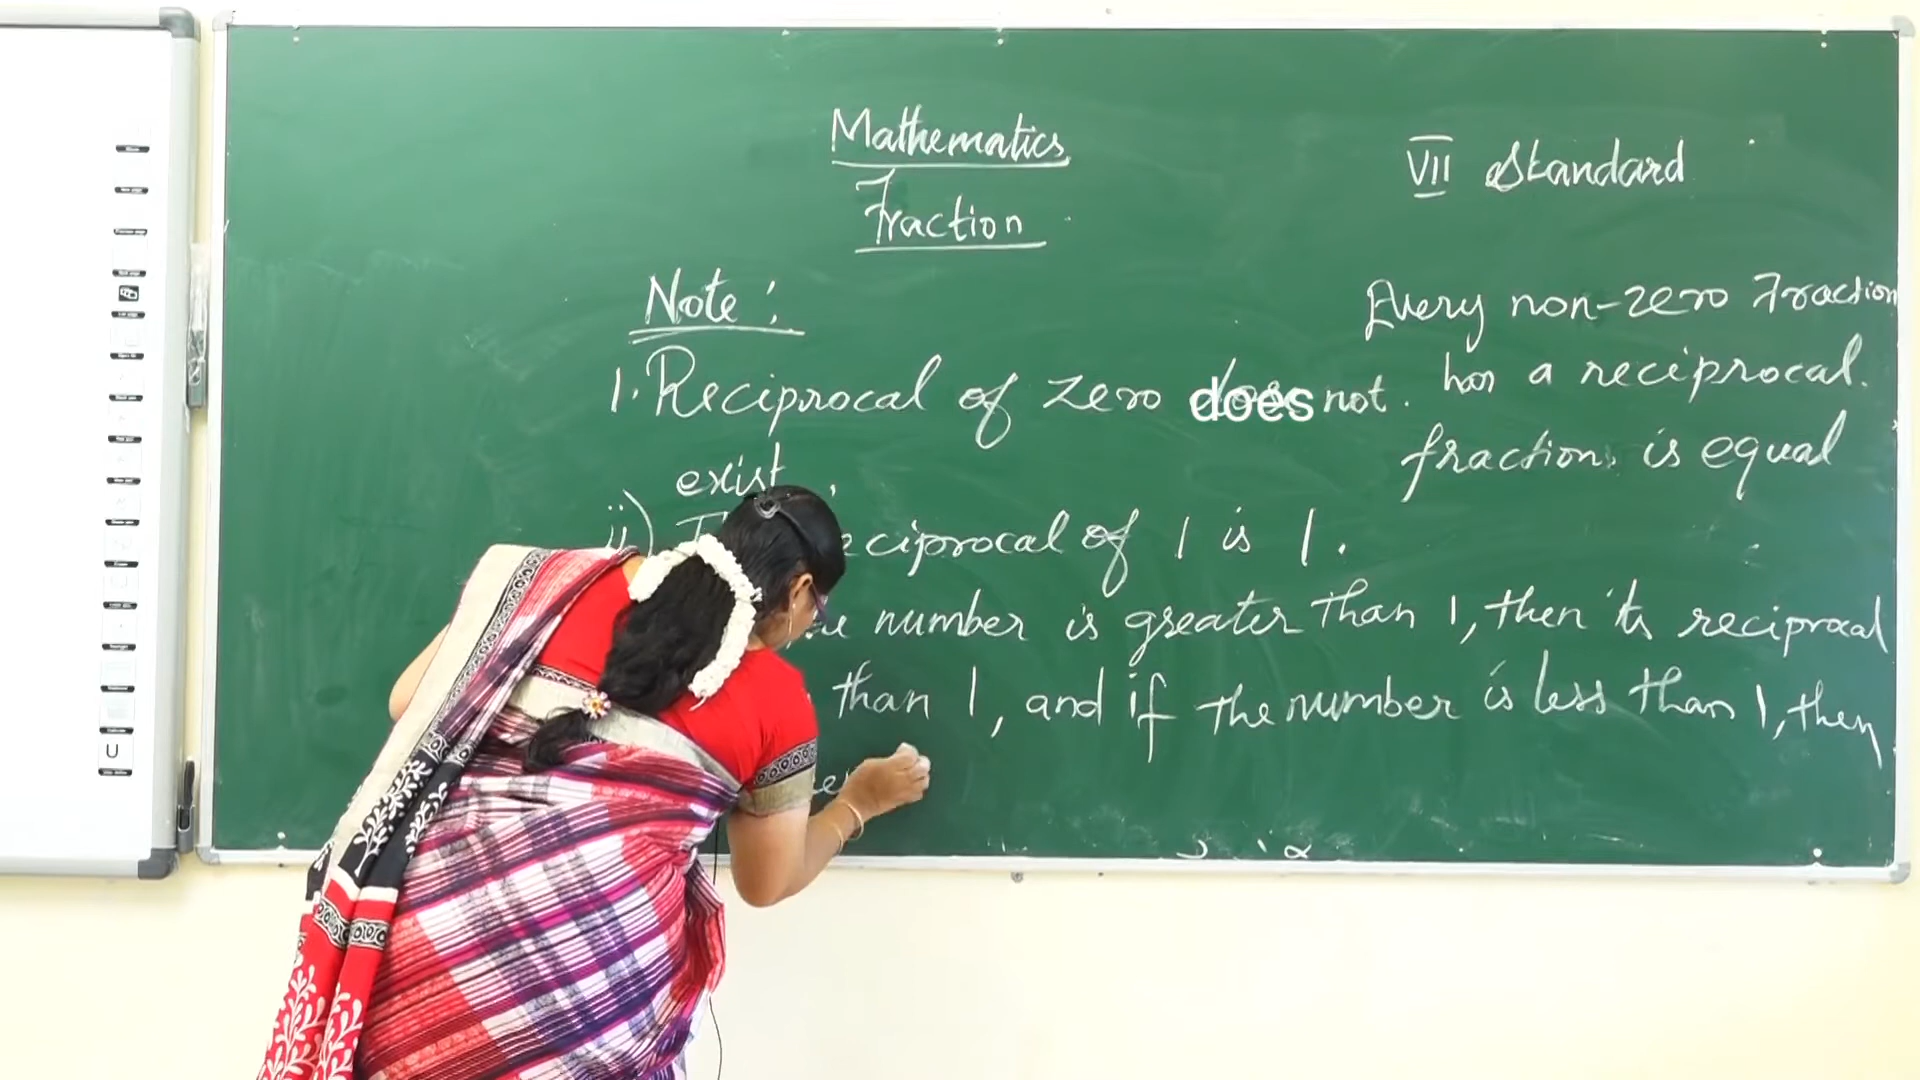 Mathematics
Fraction
VII Standard
Note:
1. Reciprocal of zero does not.
exist.
ii) reciprocal of 1 is 1.
number is greater than 1, then its reciprocal
than 1, and if the number is less than 1, then
Every non-zero Fraction
has a reciprocal.
fractions is equal
U